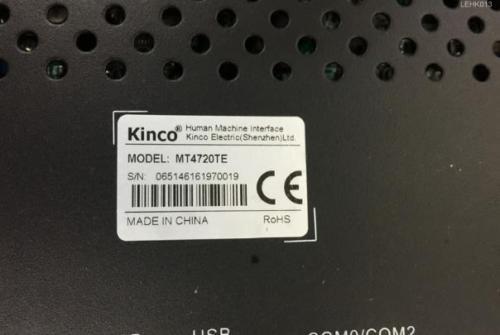 LEHK013
Kinco® Human Machine Interface
Kinco Electric(Shenzhen)Ltd.
MODEL: MT4720TE
S/N: 065146161970019
CE
MADE IN CHINA RoHS
USB COM0/COM2